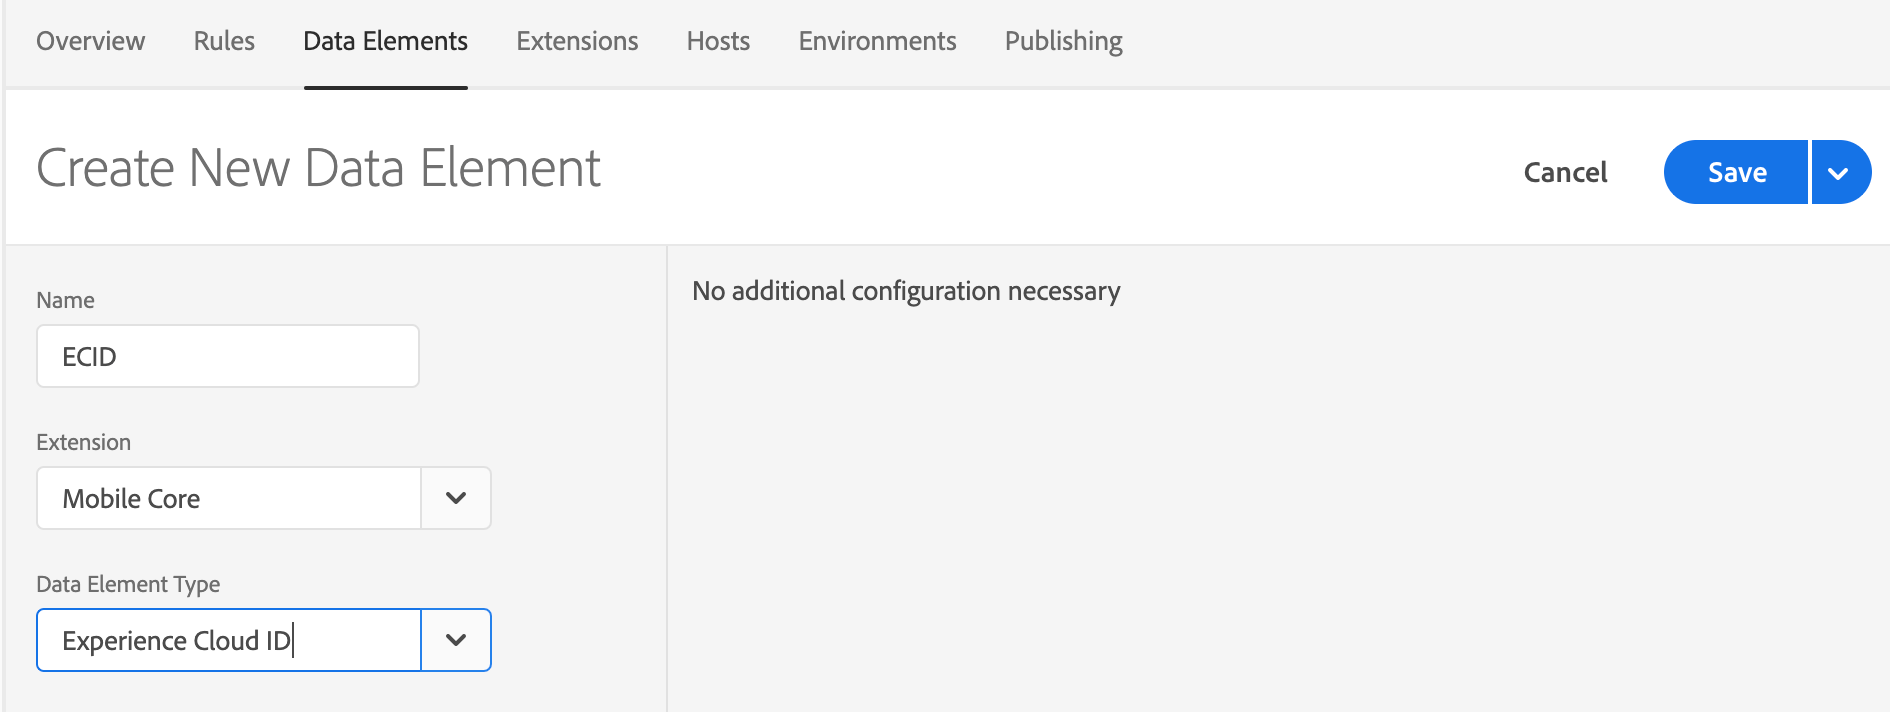 Overview Rules Data Elements Extensions Hosts Environments Publishing
Create New Data Element
Cancel Save
Name
ECID
Extension
Mobile Core
Data Element Type
Experience Cloud ID
No additional configuration necessary